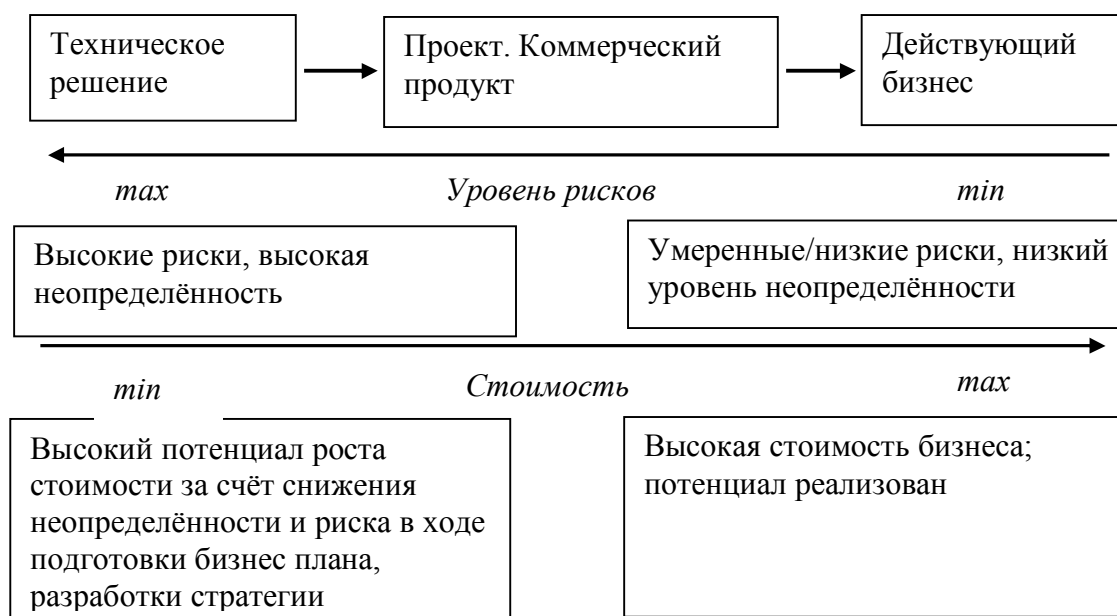 Техническое
решение
Проект. Коммерческий
продукт
Действующий
бизнес
max
Уровень рисков
min
Высокие риски, высокая
неопределённость
Умеренные/низкие риски, низкий
уровень неопределённости
min
Стоимость
max
Высокий потенциал роста
стоимости за счёт снижения
неопределённости и риска в ходе
подготовки бизнес плана,
разработки стратегии
Высокая стоимость бизнеса;
потенциал реализован